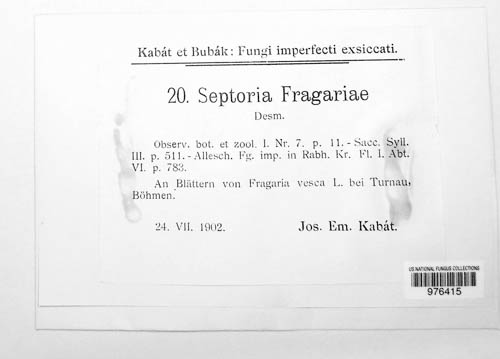 Kabát et Bubák: Fungi imperfecti exsiccati.
20. Septoria Fragariae
Desm.
Observ. bot. et zool. I. Nr. 7. p. 11. - Sacc. Syll.
III. p. 511. - Allesch. Fg. imp. in Rabh. Kr. Fl. I. Abt.
VI. p. 783.
An Blättern von Fragaria vesca L. bei Turnau,
Böhmen.
24. VII. 1902. Jos. Em. Kabát.
US NATIONAL FUNGUS COLLECTIONS
976415